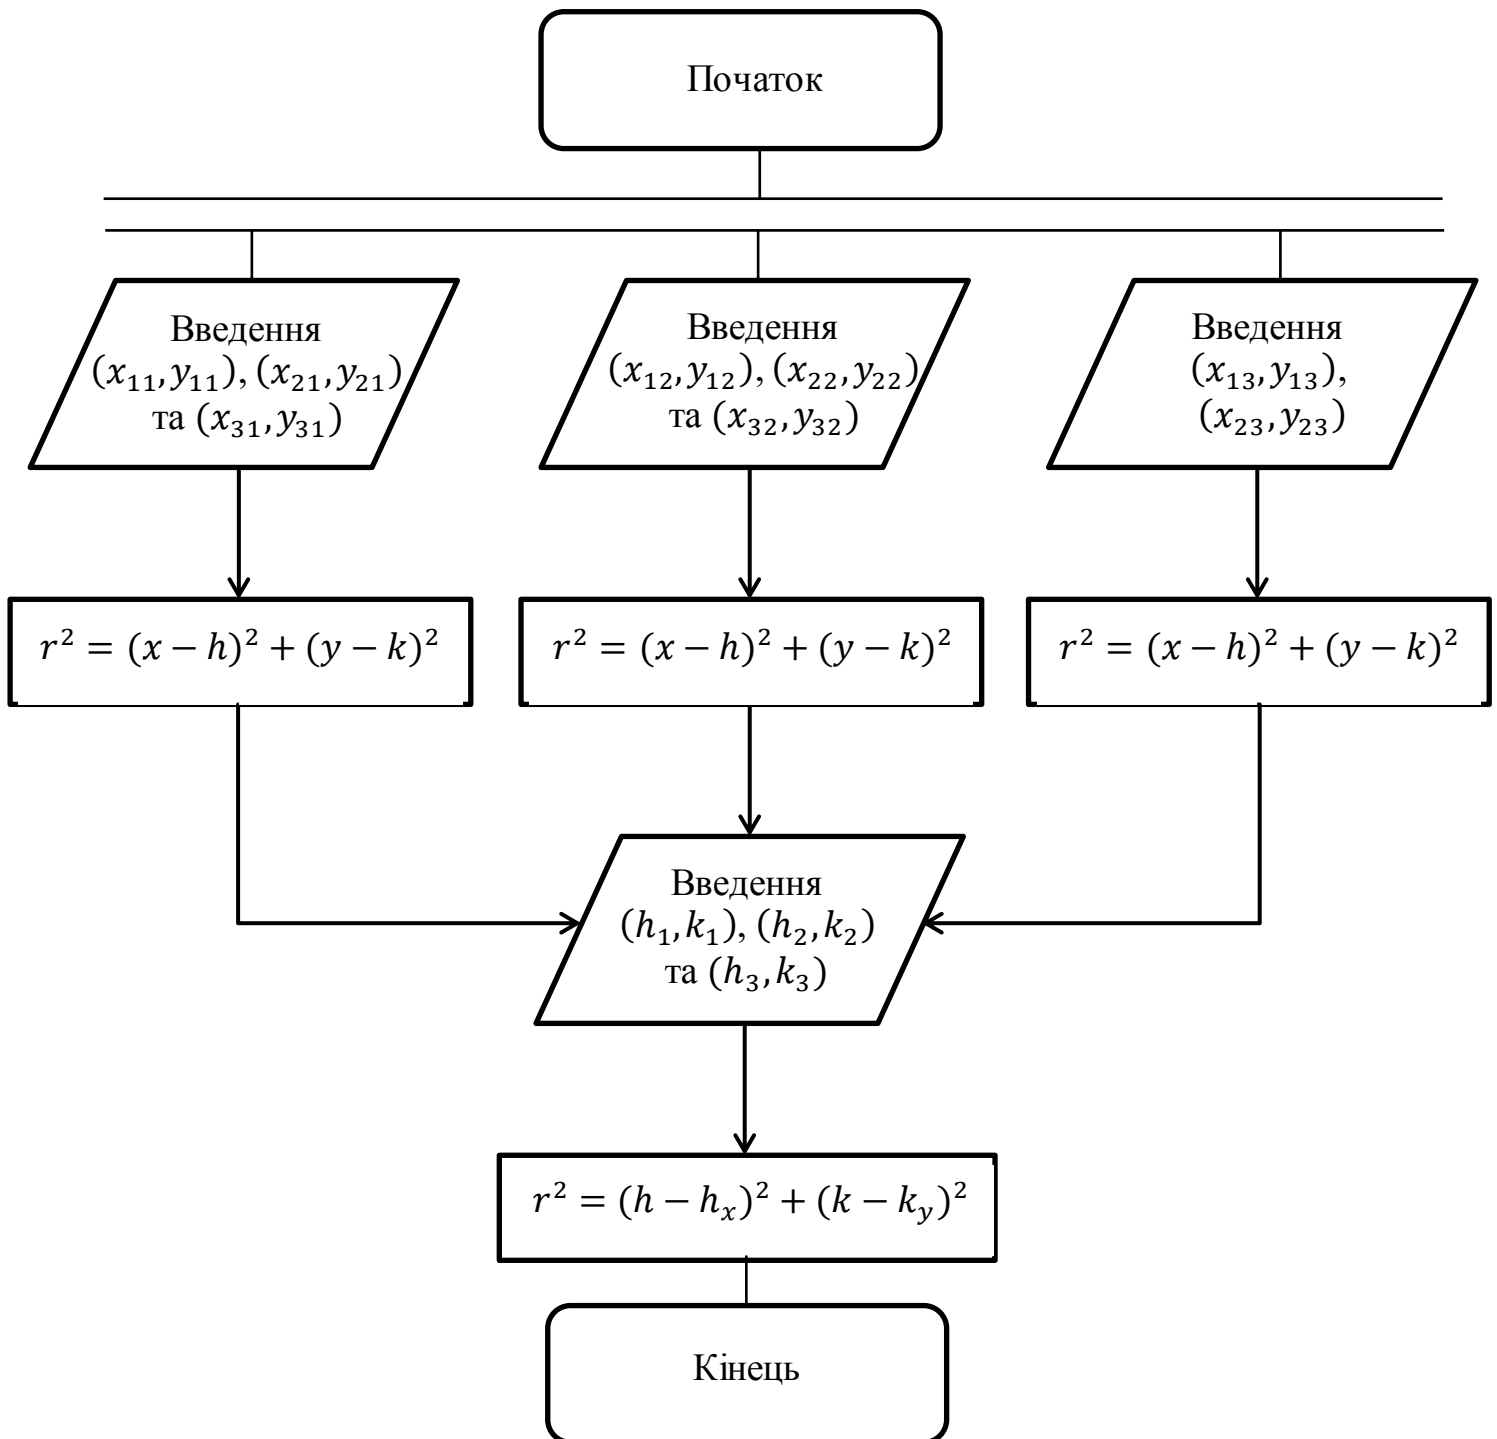 Початок
Введення
(x₁₁, y₁₁), (x₂₁, y₂₁)
та (x₃₁, y₃₁)
Введення
(x₁₂, y₁₂), (x₂₂, y₂₂)
та (x₃₂, y₃₂)
Введення
(x₁₃, y₁₃),
(x₂₃, y₂₃)
r² = (x − h)² + (y − k)²
r² = (x − h)² + (y − k)²
r² = (x − h)² + (y − k)²
Введення
(h₁, k₁), (h₂, k₂)
та (h₃, k₃)
r² = (h − hₓ)² + (k − k_y)²
Кінець